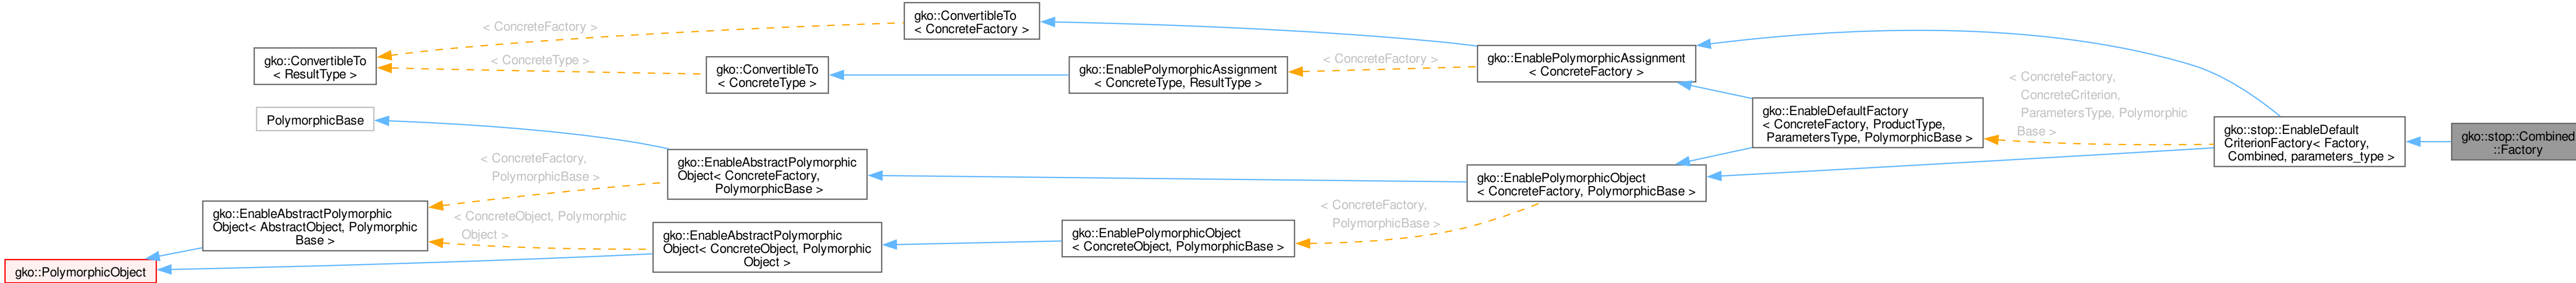 gko::ConvertibleTo
< ConcreteFactory >
< ConcreteFactory >
gko::ConvertibleTo
< ResultType >
< ConcreteType >
gko::ConvertibleTo
< ConcreteType >
gko::EnablePolymorphicAssignment
< ConcreteType, ResultType >
< ConcreteFactory >
gko::EnablePolymorphicAssignment
< ConcreteFactory >
PolymorphicBase
gko::EnableDefaultFactory
< ConcreteFactory, ProductType,
ParametersType, PolymorphicBase >
< ConcreteFactory,
ConcreteCriterion,
ParametersType, Polymorphic
Base >
gko::stop::EnableDefault
CriterionFactory< Factory,
Combined, parameters_type >
gko::stop::Combined
::Factory
< ConcreteFactory,
PolymorphicBase >
gko::EnableAbstractPolymorphic
Object< ConcreteFactory,
PolymorphicBase >
gko::EnablePolymorphicObject
< ConcreteFactory, PolymorphicBase >
gko::EnableAbstractPolymorphic
Object< AbstractObject, Polymorphic
Base >
< ConcreteObject, Polymorphic
Object >
gko::EnableAbstractPolymorphic
Object< ConcreteObject, Polymorphic
Object >
gko::EnablePolymorphicObject
< ConcreteObject, PolymorphicBase >
< ConcreteFactory,
PolymorphicBase >
gko::PolymorphicObject